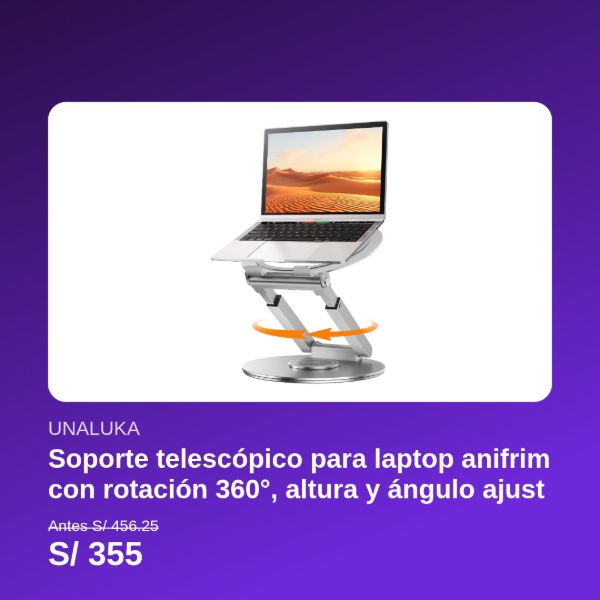 UNALUKA
Soporte telescópico para laptop anifrim
con rotación 360°, altura y ángulo ajust
Antes S/ 456.25
S/ 355